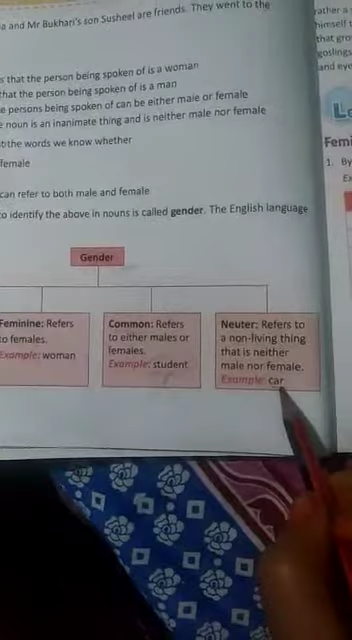 a and Mr Bukhari's son Susheel are friends. They went to the
s that the person being spoken of is a woman
that the person being spoken of is a man
e persons being spoken of can be either male or female
e noun is an inanimate thing and is neither male nor female
the words we know whether
female
can refer to both male and female
to identify the above in nouns is called gender. The English language
Gender
Feminine: Refers
to females.
Example: woman
Common: Refers
to either males or
females.
Example: student
Neuter: Refers to
a non-living thing
that is neither
male nor female.
Example: car
rather a
himself
that gro
goslings
and eye
Le
Femi
1. By
Ex